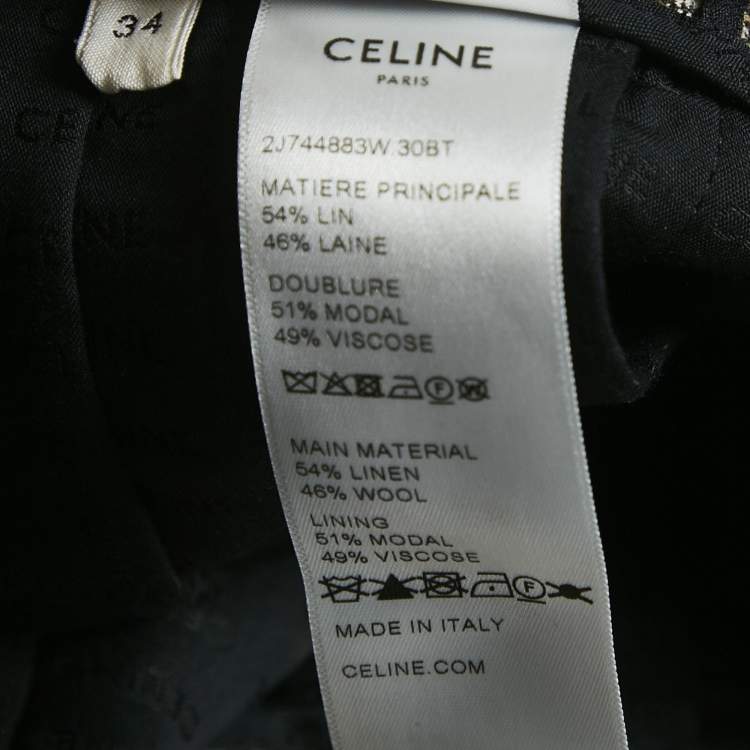 34
CELINE
PARIS
2J744883W.30BT
MATIERE PRINCIPALE
54% LIN
46% LAINE
DOUBLURE
51% MODAL
49% VISCOSE
F W
MAIN MATERIAL
54% LINEN
46% WOOL
LINING
51% MODAL
49% VISCOSE
F
MADE IN ITALY
CELINE.COM